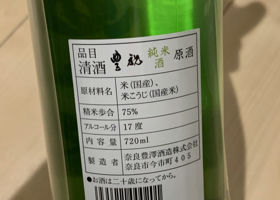 品目
清酒 豊祝 純米酒 原酒
原材料名 米(国産)、
米こうじ(国産米)
精米歩合 75%
アルコール分 17度
内容量 720ml
製造者 奈良豊澤酒造株式会社
奈良市今市町405
●お酒は二十歳になってから。